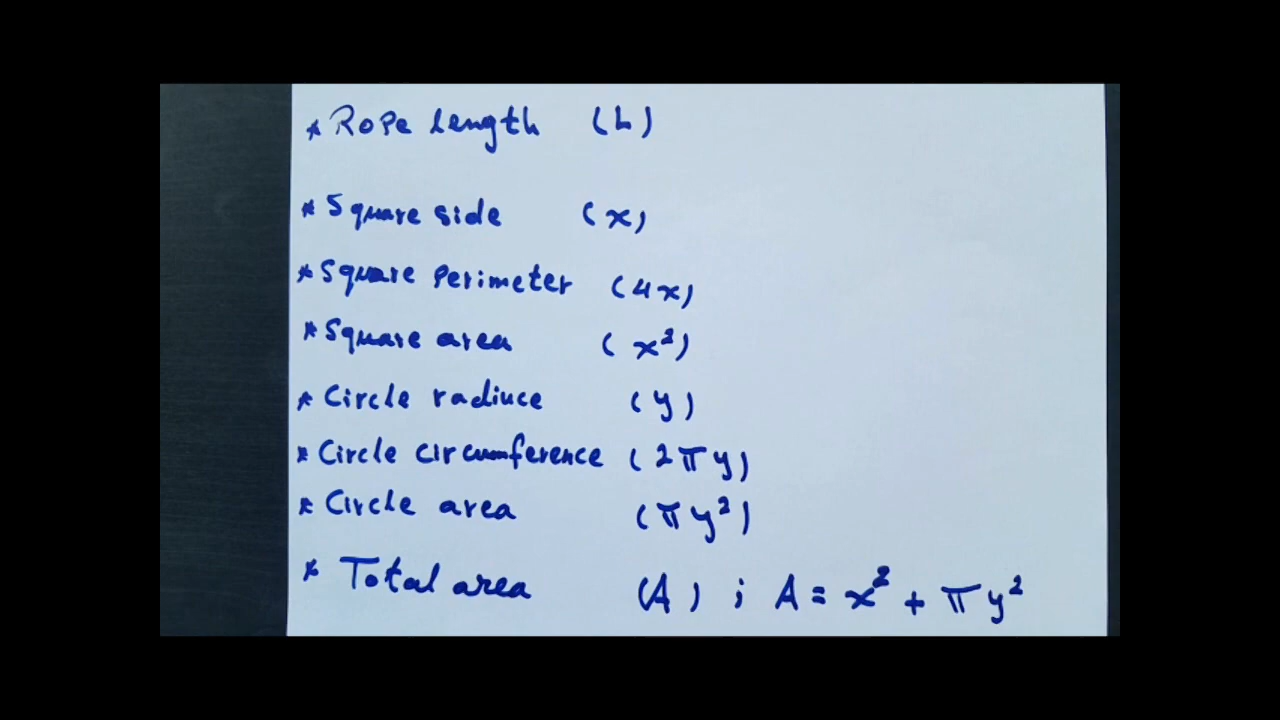 * Rope length (L)
* Square side (x)
* Square perimeter (4x)
* Square area (x²)
* Circle radiuce (y)
* Circle circumference (2πy)
* Circle area (πy²)
* Total area (A) ; A = x² + πy²